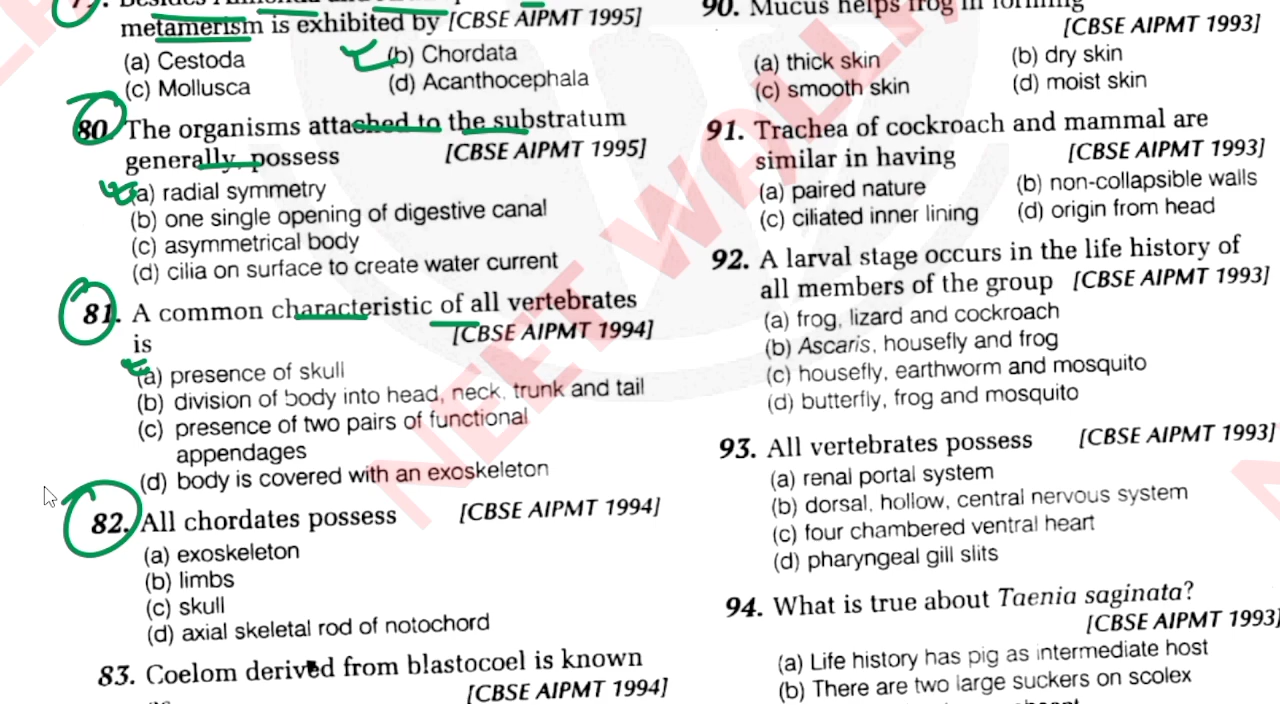 metamerism is exhibited by [CBSE AIPMT 1995]
(a) Cestoda (b) Chordata
(c) Mollusca (d) Acanthocephala
80. The organisms attached to the substratum
generally, possess [CBSE AIPMT 1995]
(a) radial symmetry
(b) one single opening of digestive canal
(c) asymmetrical body
(d) cilia on surface to create water current
81. A common characteristic of all vertebrates
is [CBSE AIPMT 1994]
(a) presence of skull
(b) division of body into head, neck, trunk and tail
(c) presence of two pairs of functional
appendages
(d) body is covered with an exoskeleton
82. All chordates possess [CBSE AIPMT 1994]
(a) exoskeleton
(b) limbs
(c) skull
(d) axial skeletal rod of notochord
83. Coelom derived from blastocoel is known
[CBSE AIPMT 1994]
90. Mucus helps frog in forming
[CBSE AIPMT 1993]
(a) thick skin (b) dry skin
(c) smooth skin (d) moist skin
91. Trachea of cockroach and mammal are
similar in having [CBSE AIPMT 1993]
(a) paired nature (b) non-collapsible walls
(c) ciliated inner lining (d) origin from head
92. A larval stage occurs in the life history of
all members of the group [CBSE AIPMT 1993]
(a) frog, lizard and cockroach
(b) Ascaris, housefly and frog
(c) housefly, earthworm and mosquito
(d) butterfly, frog and mosquito
93. All vertebrates possess [CBSE AIPMT 1993]
(a) renal portal system
(b) dorsal, hollow, central nervous system
(c) four chambered ventral heart
(d) pharyngeal gill slits
94. What is true about Taenia saginata?
[CBSE AIPMT 1993]
(a) Life history has pig as intermediate host
(b) There are two large suckers on scolex
NEET WALLAH